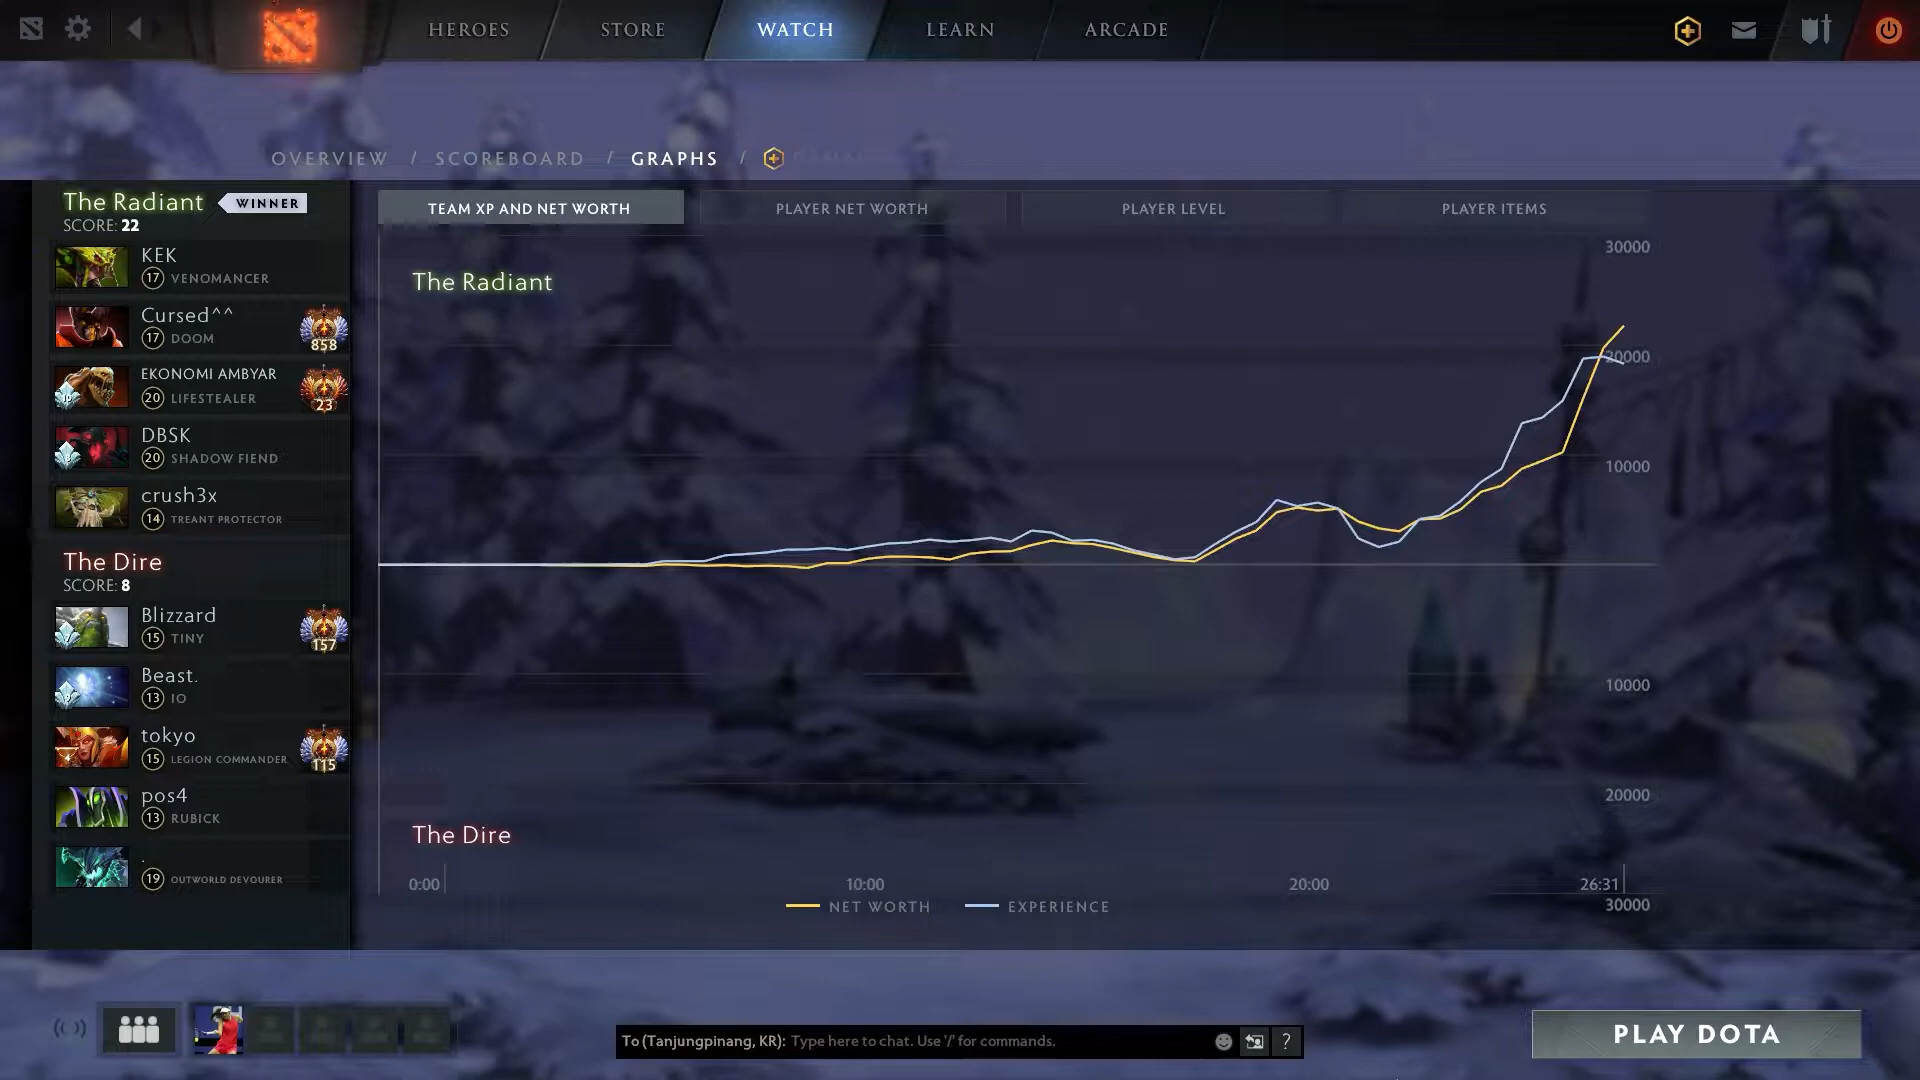 HEROES
STORE
WATCH
LEARN
ARCADE
OVERVIEW / SCOREBOARD / GRAPHS /
The Radiant WINNER
SCORE: 22
KEK
17 VENOMANCER
Cursed^^
17 DOOM
858
EKONOMI AMBYAR
20 LIFESTEALER
23
DBSK
20 SHADOW FIEND
crush3x
14 TREANT PROTECTOR
The Dire
SCORE: 8
Blizzard
15 TINY
157
Beast.
13 IO
tokyo
15 LEGION COMMANDER
115
pos4
13 RUBICK
.
19 OUTWORLD DEVOURER
TEAM XP AND NET WORTH
PLAYER NET WORTH
PLAYER LEVEL
PLAYER ITEMS
The Radiant
30000
20000
10000
10000
20000
30000
The Dire
0:00
10:00
20:00
26:31
NET WORTH
EXPERIENCE
To (Tanjungpinang, KR): Type here to chat. Use '/' for commands.
?
PLAY DOTA